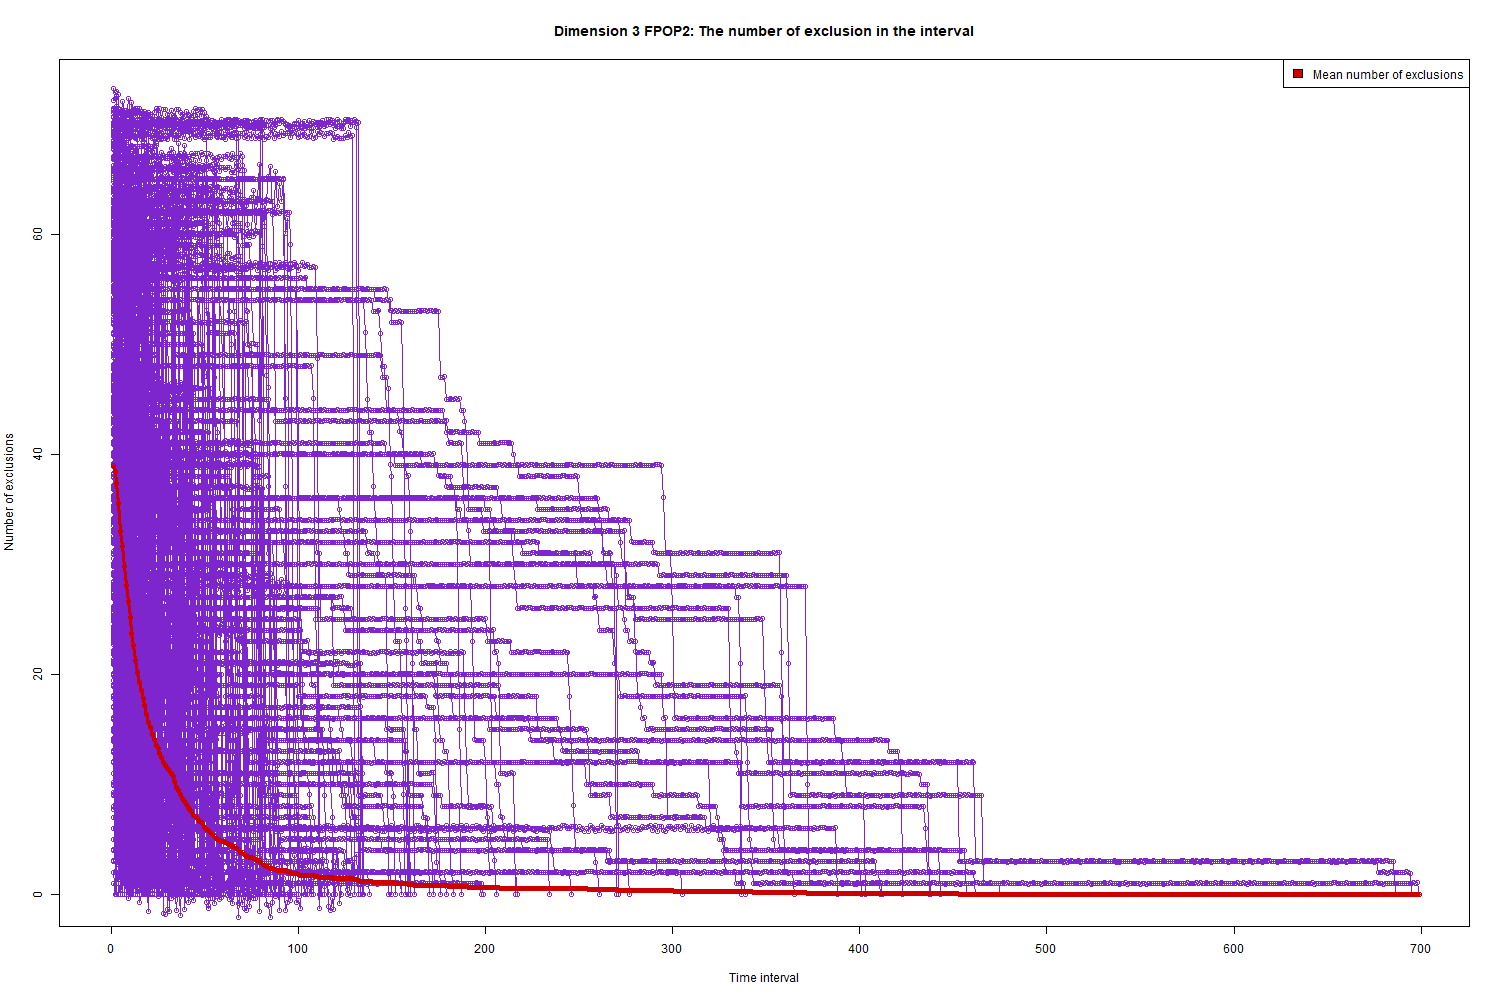 Dimension 3 FPOP2: The number of exclusion in the interval
Mean number of exclusions
Number of exclusions
60
40
20
0
0 100 200 300 400 500 600 700
Time interval